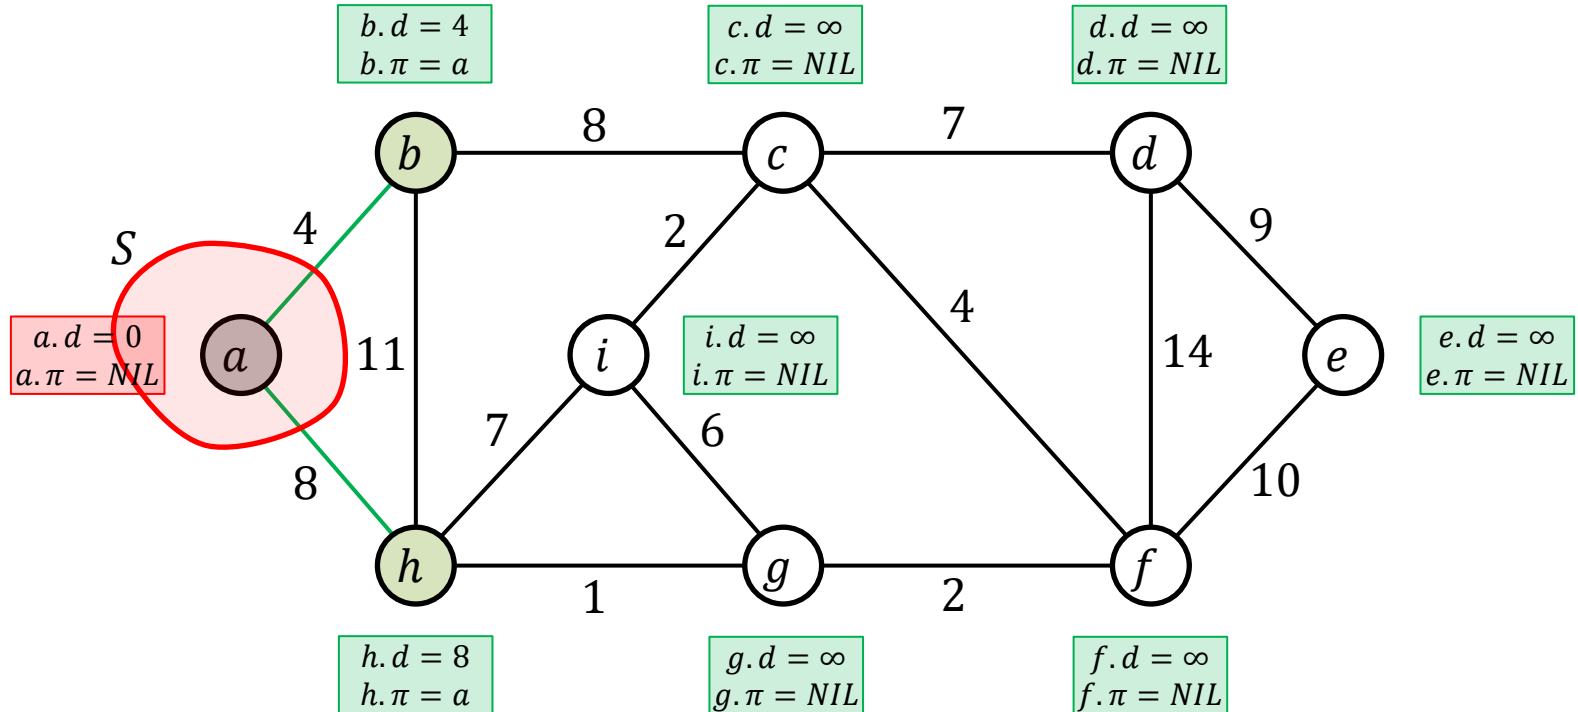 b.d = 4
b.π = a
c.d = ∞
c.π = NIL
d.d = ∞
d.π = NIL
8
7
b
c
d
4
2
9
S
4
a.d = 0
a.π = NIL
a
11
i
i.d = ∞
i.π = NIL
14
e
e.d = ∞
e.π = NIL
7
6
8
10
h
g
f
1
2
h.d = 8
h.π = a
g.d = ∞
g.π = NIL
f.d = ∞
f.π = NIL